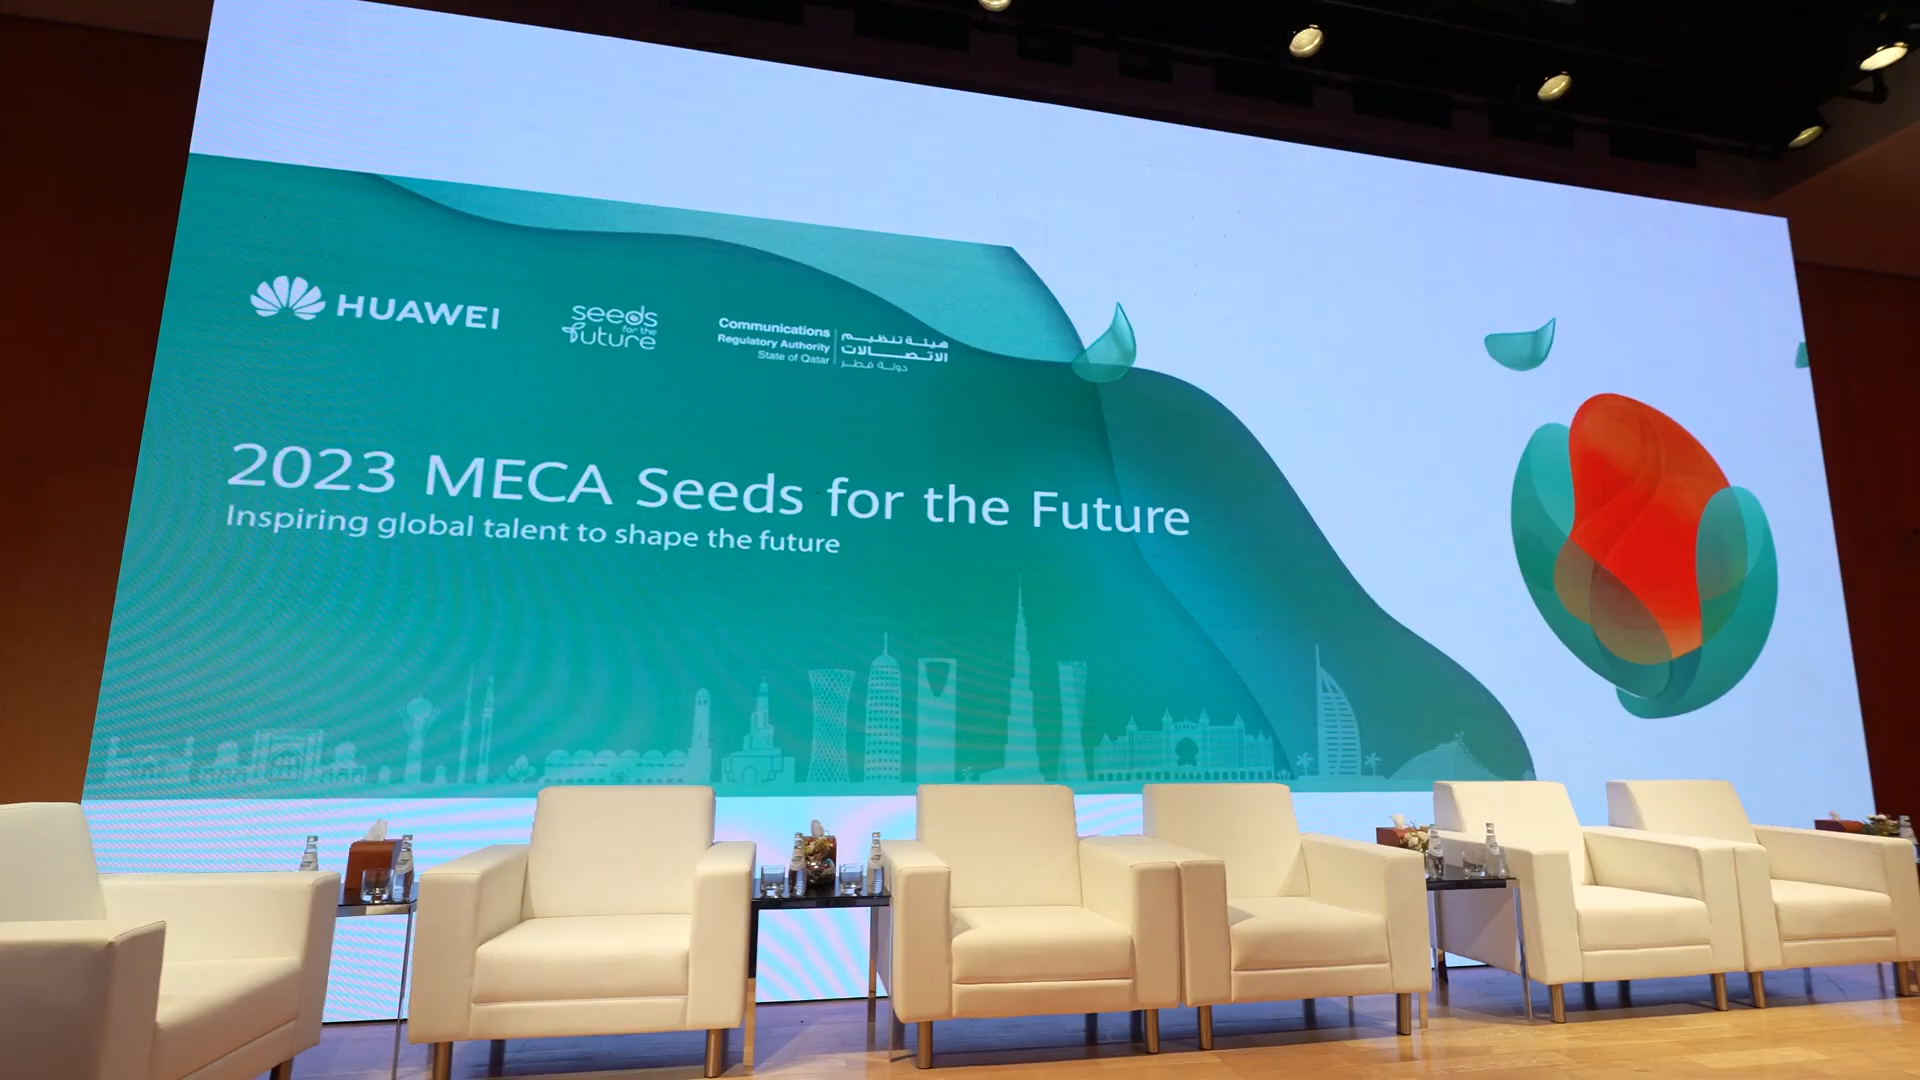 HUAWEI
seeds
for the
future
Communications
Regulatory Authority
State of Qatar
هيئة تنظيم
الاتصالات
دولة قطر
2023 MECA Seeds for the Future
Inspiring global talent to shape the future